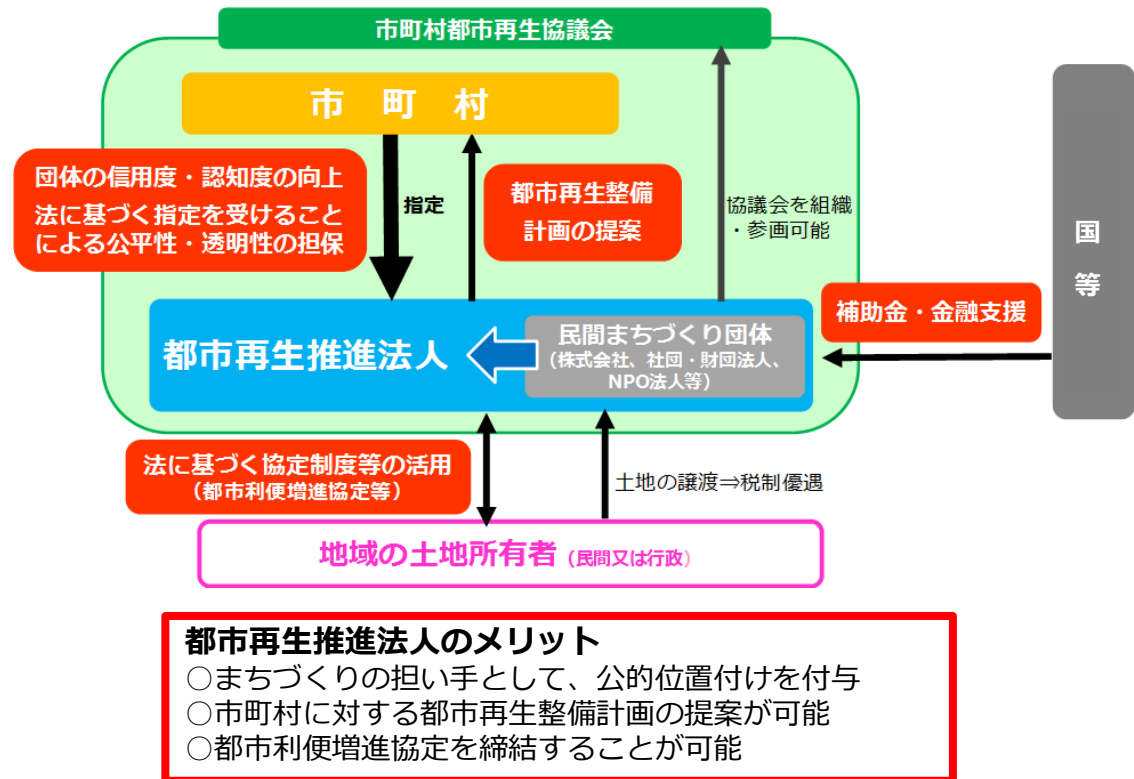 市町村都市再生協議会
市 町 村
団体の信用度・認知度の向上
法に基づく指定を受けること
による公平性・透明性の担保
指定
都市再生整備
計画の提案
協議会を組織
・参画可能
国
等
補助金・金融支援
都市再生推進法人
民間まちづくり団体
（株式会社、社団・財団法人、
NPO法人等）
法に基づく協定制度等の活用
（都市利便増進協定等）
土地の譲渡⇒税制優遇
地域の土地所有者（民間又は行政）
都市再生推進法人のメリット
○まちづくりの担い手として、公的位置付けを付与
○市町村に対する都市再生整備計画の提案が可能
○都市利便増進協定を締結することが可能